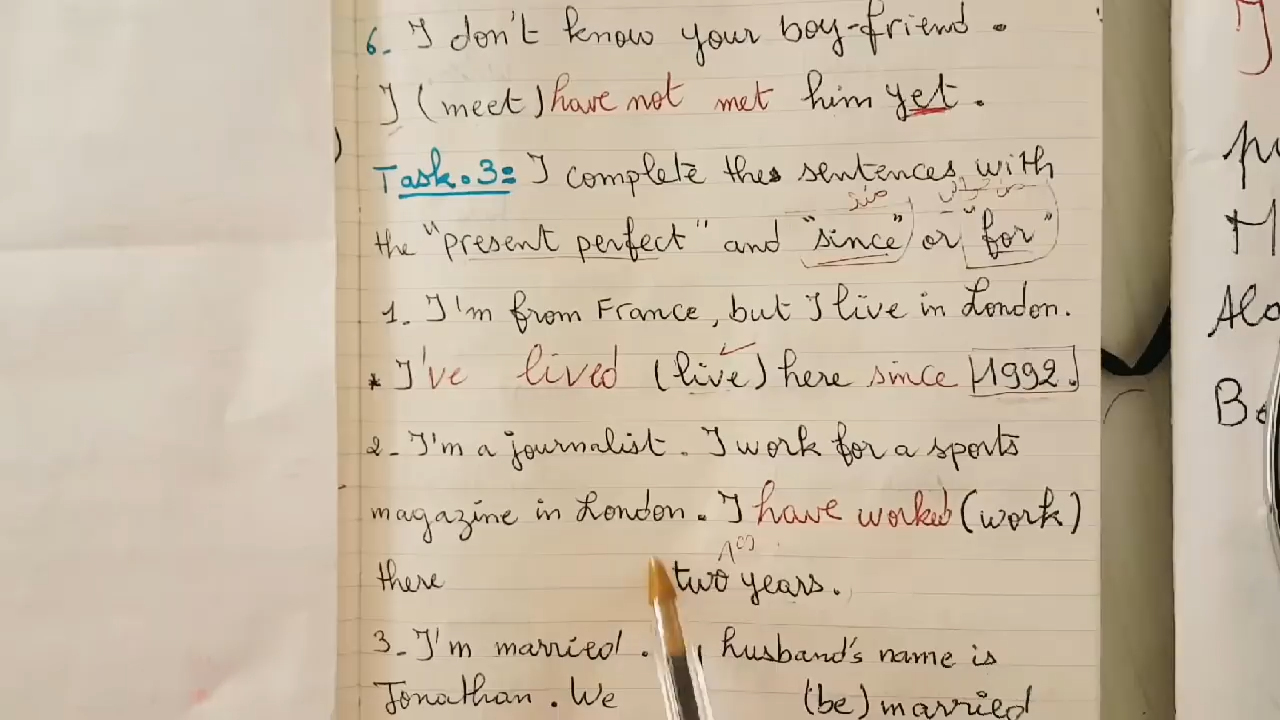 6- I don't know your boy-friend.
I (meet) have not met him yet.
Task.3: I complete the sentences with
منذ
the "present perfect" and "since" or "for"
1- I'm from France, but I live in London.
* I've lived (live) here since 1992.
2- I'm a journalist. I work for a sports
magazine in London. I have worked (work)
there two years.
3- I'm married. husband's name is
Jonathan. We (be) married